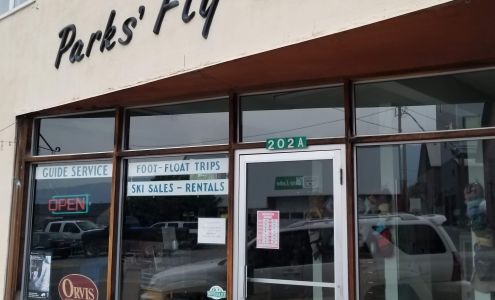 Parks' Fly
202A
GUIDE SERVICE
FOOT-FLOAT TRIPS
SKI SALES - RENTALS
OPEN
ORVIS